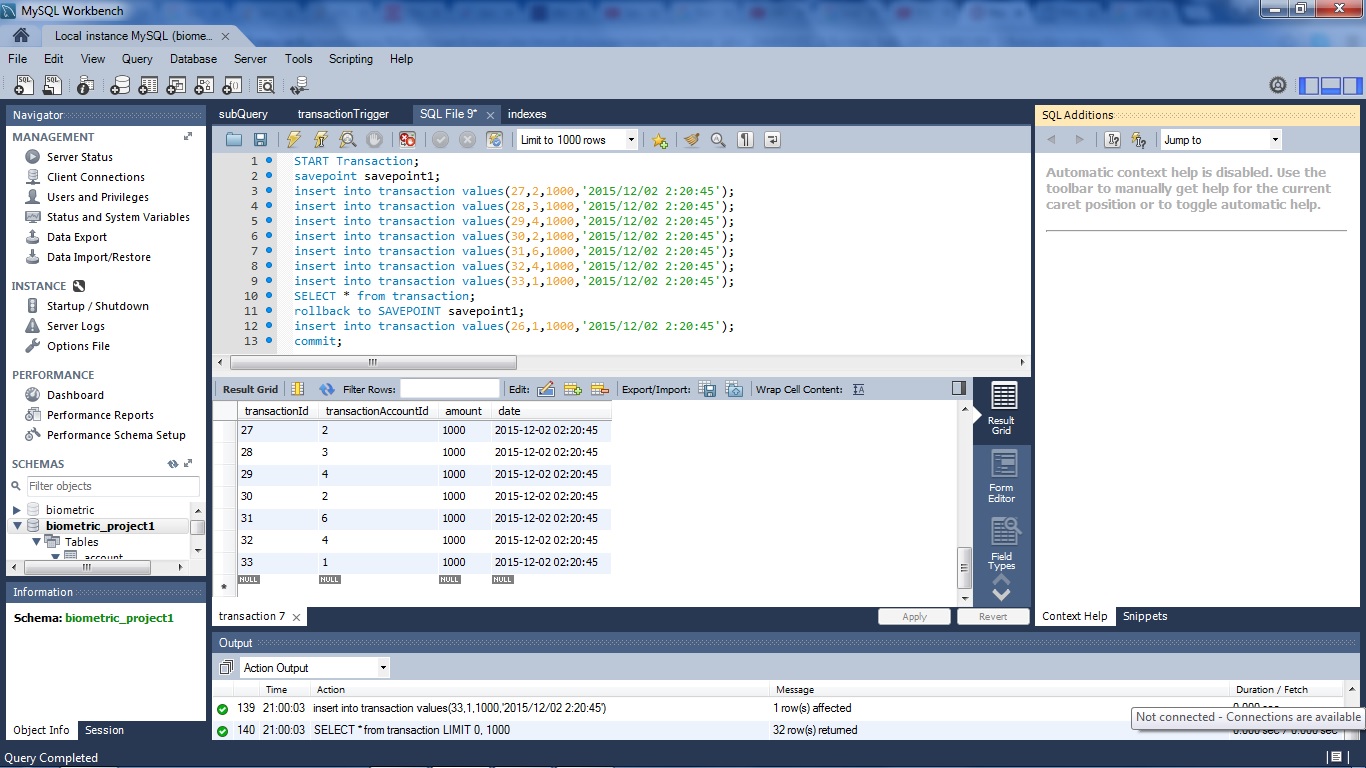 MySQL Workbench
Local instance MySQL (biome... ×
File Edit View Query Database Server Tools Scripting Help
Navigator
MANAGEMENT
Server Status
Client Connections
Users and Privileges
Status and System Variables
Data Export
Data Import/Restore
INSTANCE
Startup / Shutdown
Server Logs
Options File
PERFORMANCE
Dashboard
Performance Reports
Performance Schema Setup
SCHEMAS
Filter objects
biometric
biometric_project1
Tables
account
Information
Schema: biometric_project1
Object Info Session
subQuery transactionTrigger SQL File 9* × indexes
Limit to 1000 rows
1 START Transaction;
2 savepoint savepoint1;
3 insert into transaction values(27,2,1000,'2015/12/02 2:20:45');
4 insert into transaction values(28,3,1000,'2015/12/02 2:20:45');
5 insert into transaction values(29,4,1000,'2015/12/02 2:20:45');
6 insert into transaction values(30,2,1000,'2015/12/02 2:20:45');
7 insert into transaction values(31,6,1000,'2015/12/02 2:20:45');
8 insert into transaction values(32,4,1000,'2015/12/02 2:20:45');
9 insert into transaction values(33,1,1000,'2015/12/02 2:20:45');
10 SELECT * from transaction;
11 rollback to SAVEPOINT savepoint1;
12 insert into transaction values(26,1,1000,'2015/12/02 2:20:45');
13 commit;
Result Grid Filter Rows: Edit: Export/Import: Wrap Cell Content:
transactionId transactionAccountId amount date
27 2 1000 2015-12-02 02:20:45
28 3 1000 2015-12-02 02:20:45
29 4 1000 2015-12-02 02:20:45
30 2 1000 2015-12-02 02:20:45
31 6 1000 2015-12-02 02:20:45
32 4 1000 2015-12-02 02:20:45
33 1 1000 2015-12-02 02:20:45
* NULL NULL NULL NULL
Result
Grid
Form
Editor
Field
Types
transaction 7 × Apply Revert
SQL Additions
Jump to
Automatic context help is disabled. Use the
toolbar to manually get help for the current
caret position or to toggle automatic help.
Context Help Snippets
Output
Action Output
Time Action Message Duration / Fetch
139 21:00:03 insert into transaction values(33,1,1000,'2015/12/02 2:20:45') 1 row(s) affected 0.000 sec
140 21:00:03 SELECT * from transaction LIMIT 0, 1000 32 row(s) returned 0.000 sec / 0.000 sec
Not connected - Connections are available
Query Completed